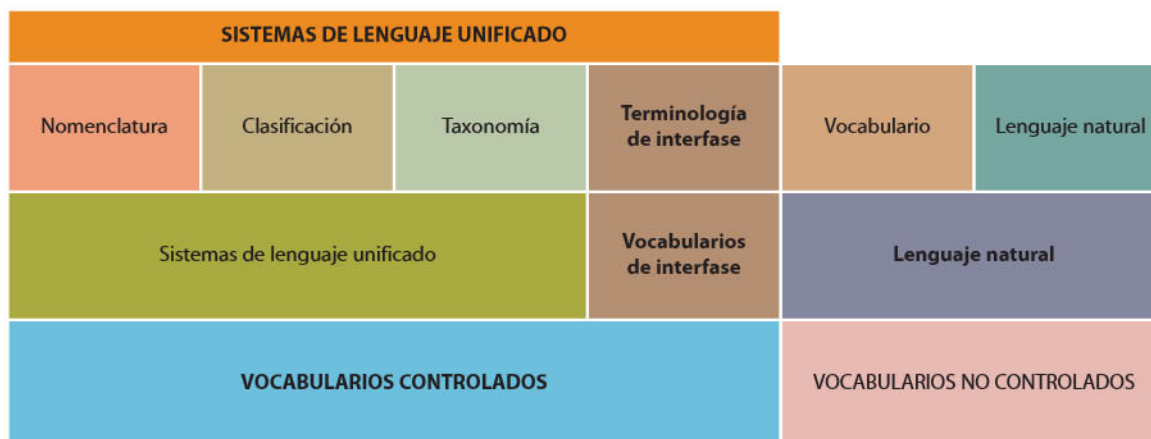 SISTEMAS DE LENGUAJE UNIFICADO
Nomenclatura
Clasificación
Taxonomía
Terminología
de interfase
Vocabulario
Lenguaje natural
Sistemas de lenguaje unificado
Vocabularios
de interfase
Lenguaje natural
VOCABULARIOS CONTROLADOS
VOCABULARIOS NO CONTROLADOS